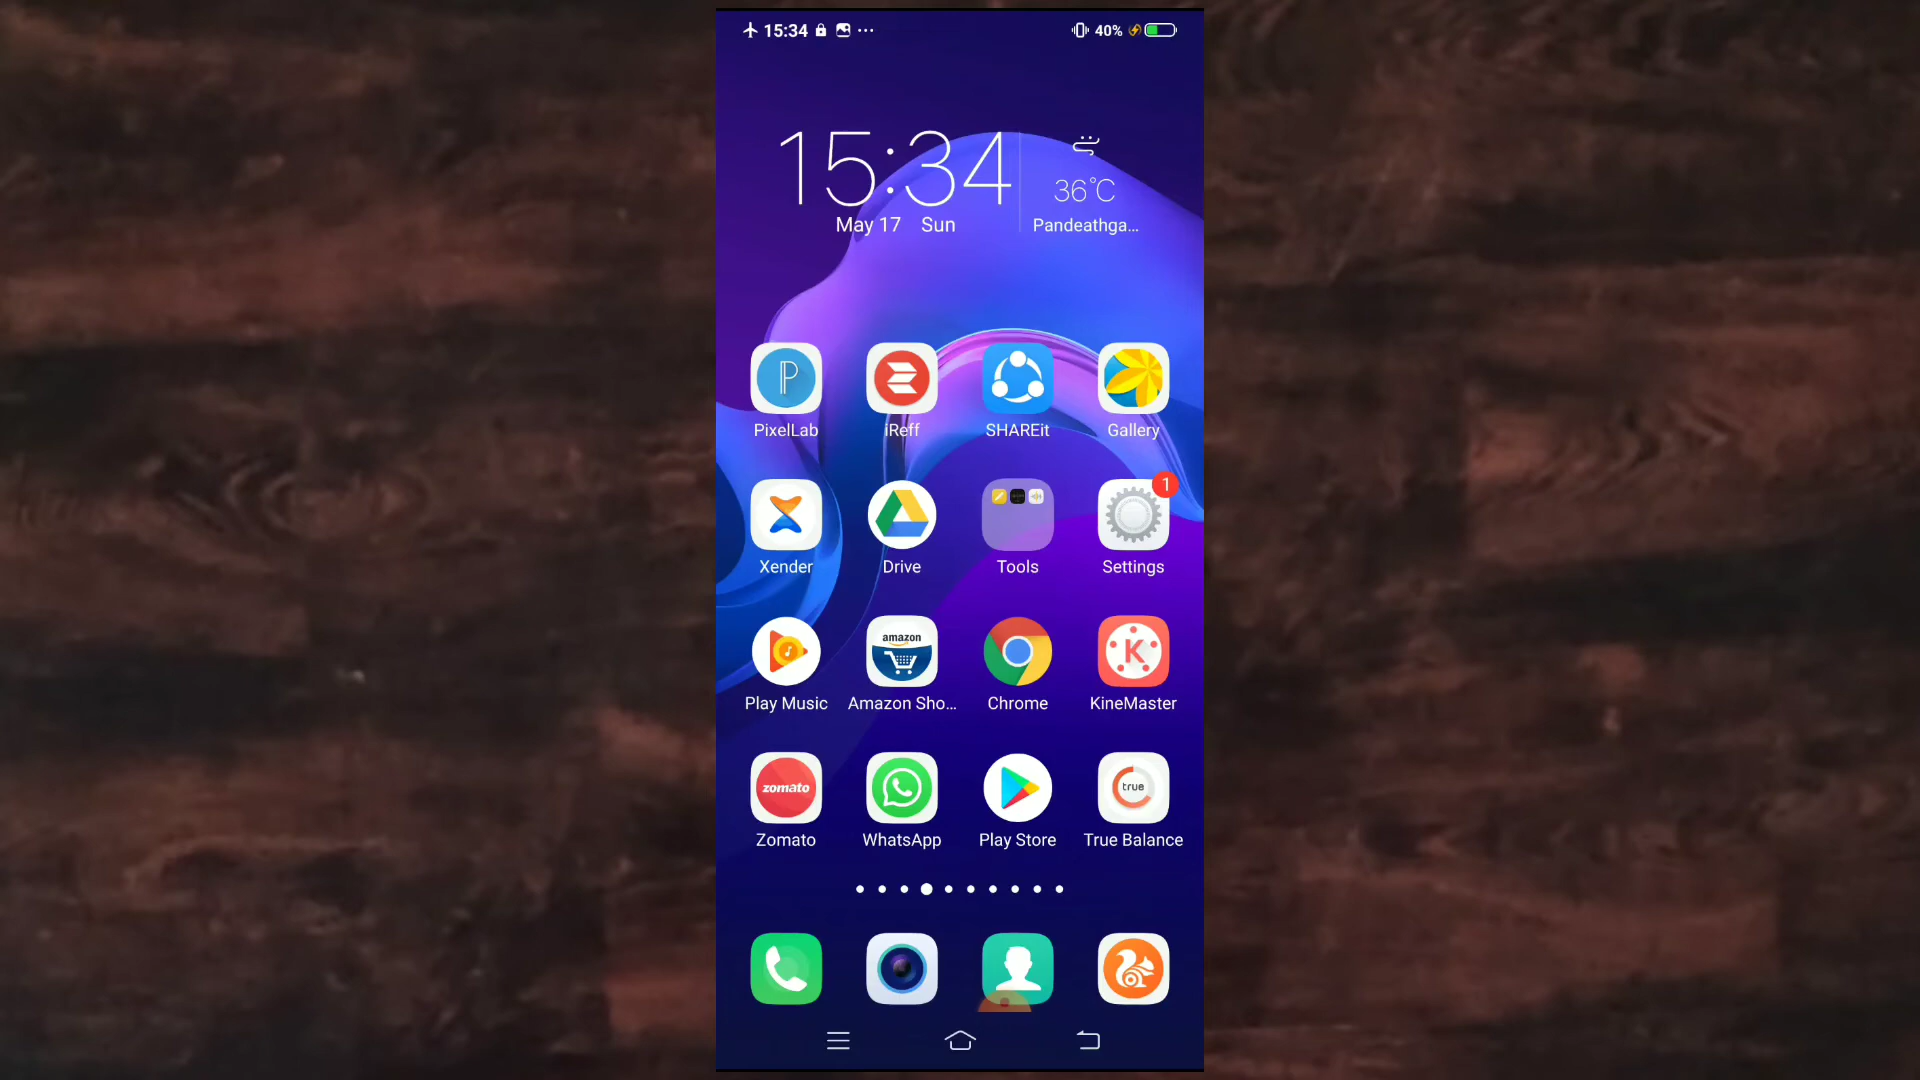 15:34
40%
15:34
36°C
May 17 Sun
Pandeathga...
PixelLab
iReff
SHAREit
Gallery
1
Xender
Drive
Tools
Settings
amazon
Play Music
Amazon Sho...
Chrome
K
KineMaster
zomato
true
Zomato
WhatsApp
Play Store
True Balance